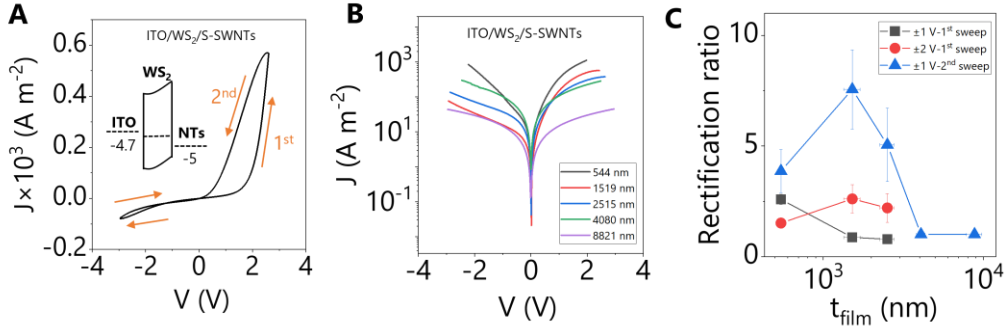 A
ITO/WS₂/S-SWNTs
J×10³ (A m⁻²)
0.6
0.4
0.2
0.0
-0.2
WS₂
ITO
-4.7
NTs
-5
2ⁿᵈ
1ˢᵗ
-4
-2
0
2
4
V (V)
B
ITO/WS₂/S-SWNTs
J (A m⁻²)
10³
10¹
10⁻¹
544 nm
1519 nm
2515 nm
4080 nm
8821 nm
-4
-2
0
2
4
V (V)
C
Rectification ratio
10
5
0
±1 V-1ˢᵗ sweep
±2 V-1ˢᵗ sweep
±1 V-2ⁿᵈ sweep
10³
10⁴
t_film (nm)